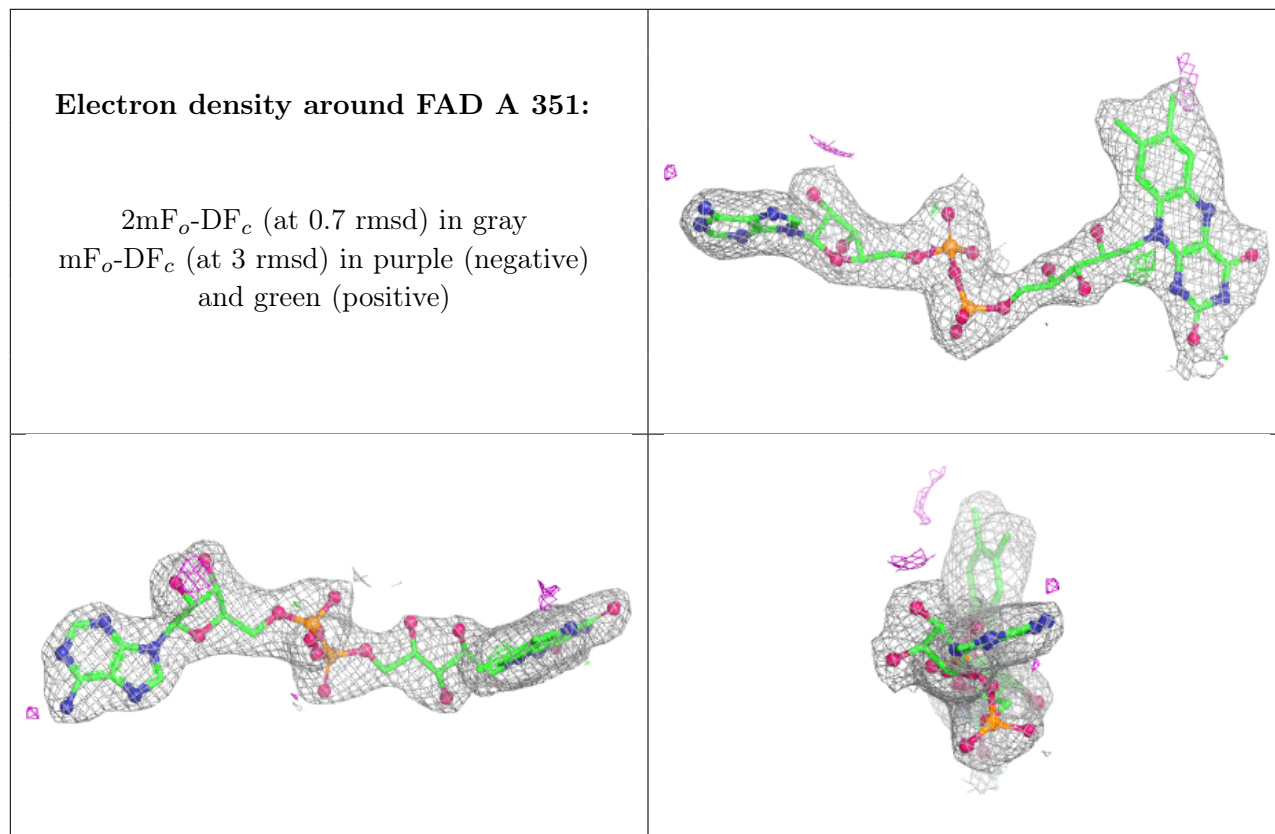 Electron density around FAD A 351:
2mFo-DFc (at 0.7 rmsd) in gray
mFo-DFc (at 3 rmsd) in purple (negative)
and green (positive)